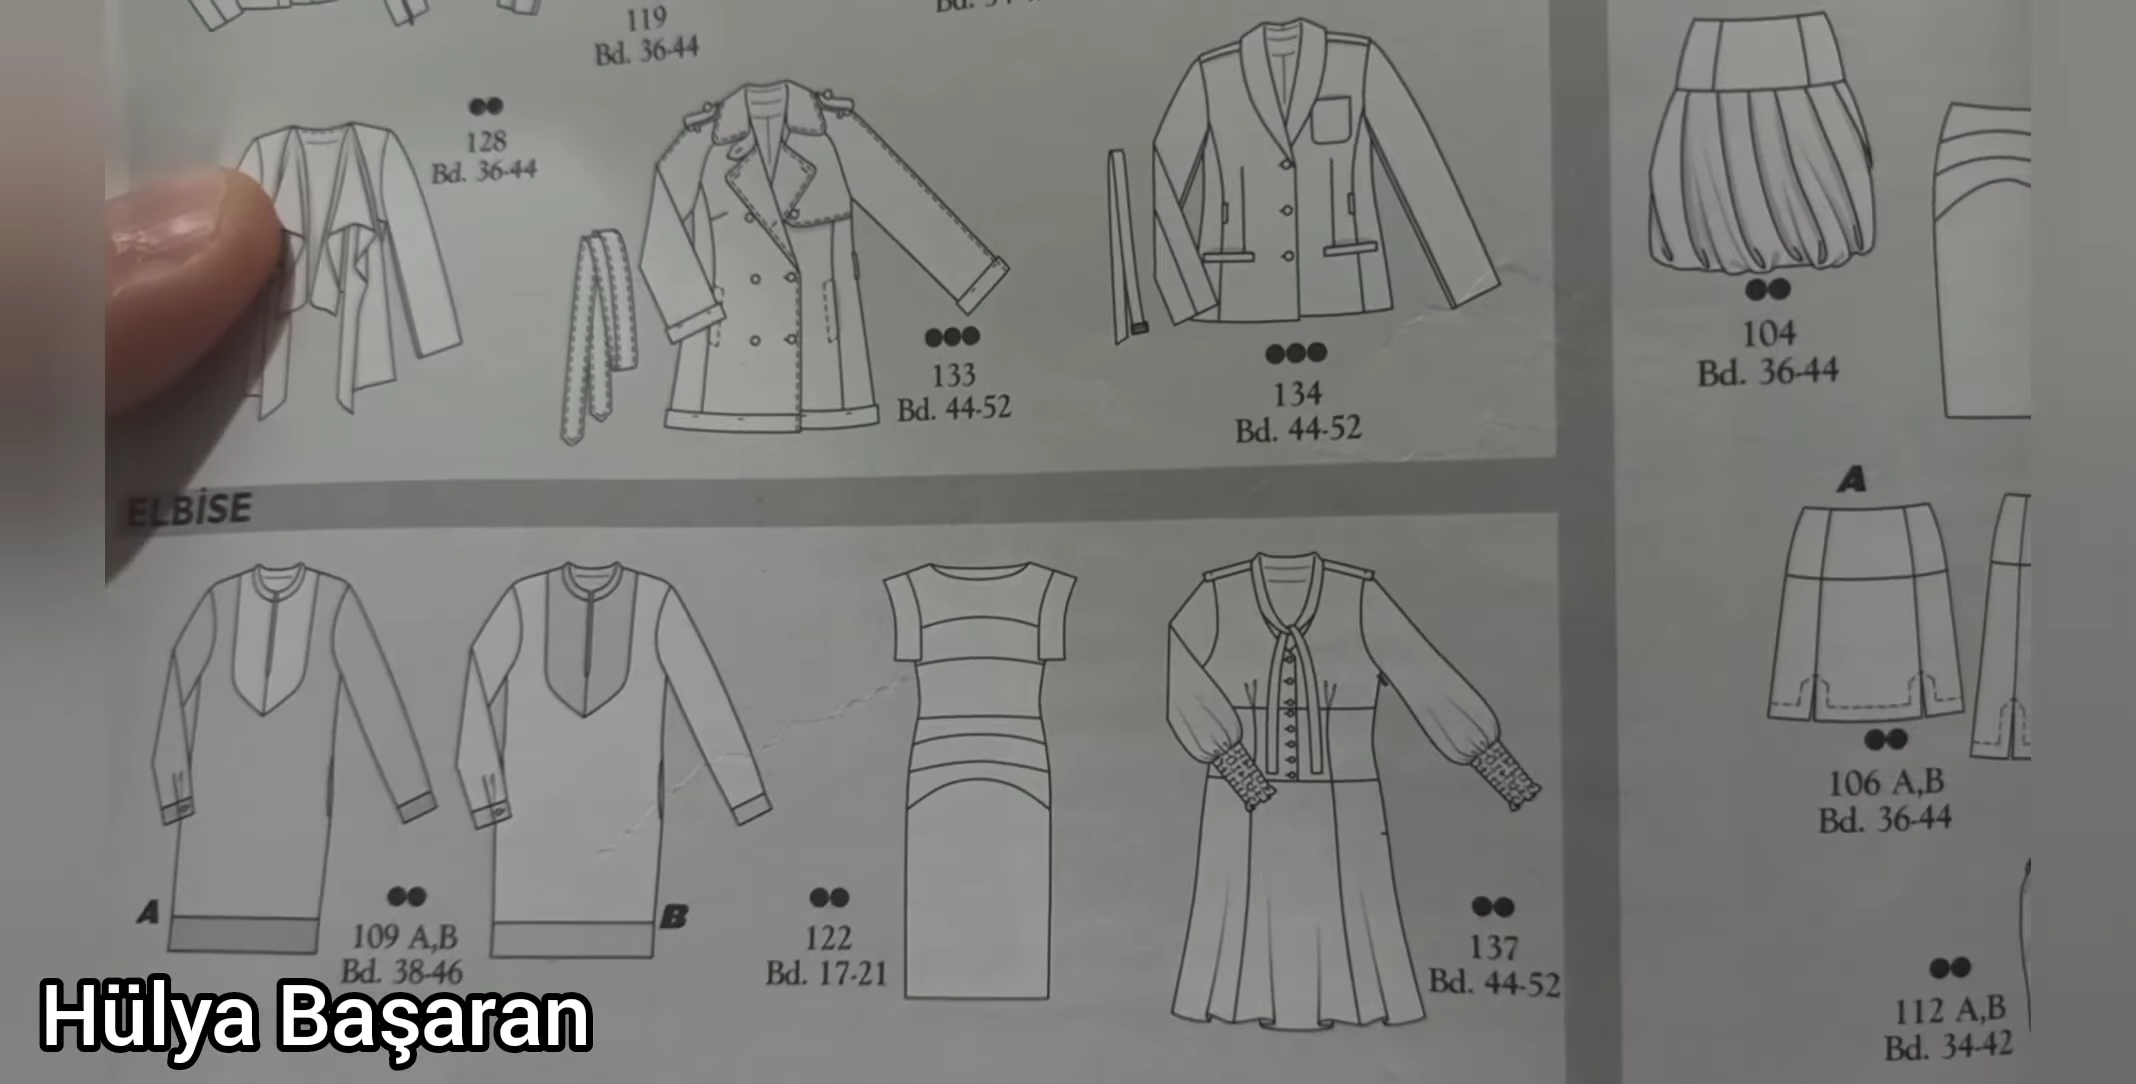 119
Bd. 36-44
128
Bd. 36-44
133
Bd. 44-52
134
Bd. 44-52
104
Bd. 36-44
ELBİSE
A
109 A,B
Bd. 38-46
B
122
Bd. 17-21
137
Bd. 44-52
A
106 A,B
Bd. 36-44
112 A,B
Bd. 34-42
Hülya Başaran